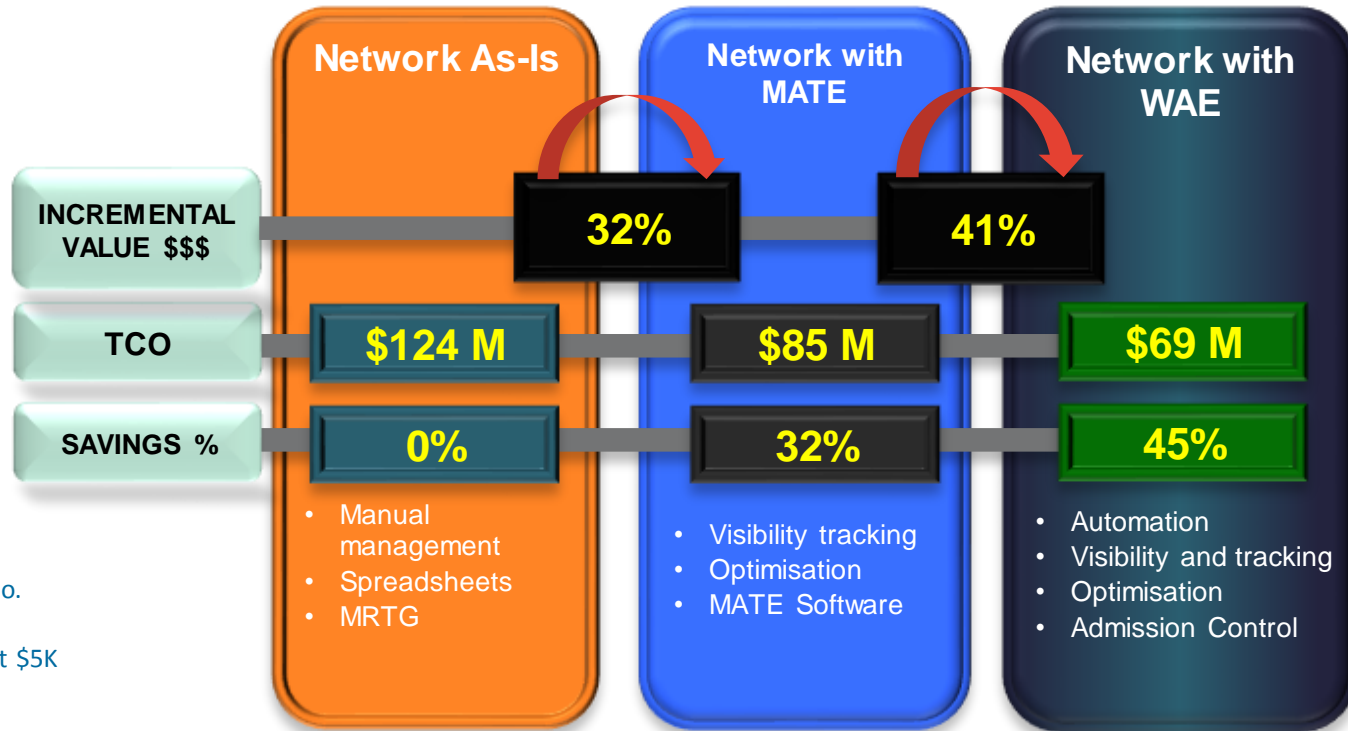 Network As-Is
Network with
MATE
Network with
WAE
INCREMENTAL
VALUE $$$
32%
41%
TCO
$124 M
$85 M
$69 M
SAVINGS %
0%
32%
45%
• Manual
management
• Spreadsheets
• MRTG
• Visibility tracking
• Optimisation
• MATE Software
• Automation
• Visibility and tracking
• Optimisation
• Admission Control
o.
t $5K